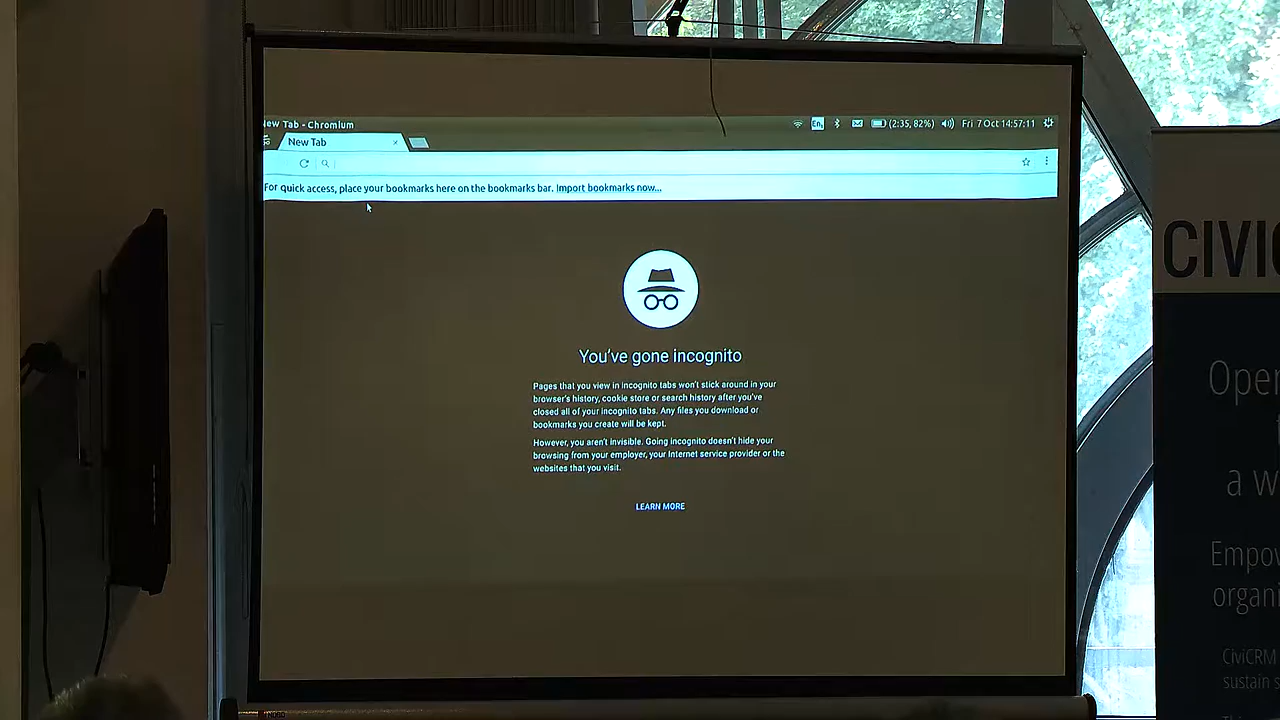 ew Tab - Chromium
En
(2:35, 82%)
Fri 7 Oct 14:57:11
New Tab
For quick access, place your bookmarks here on the bookmarks bar. Import bookmarks now...
You've gone incognito
Pages that you view in incognito tabs won't stick around in your
browser's history, cookie store or search history after you've
closed all of your incognito tabs. Any files you download or
bookmarks you create will be kept.
However, you aren't invisible. Going incognito doesn't hide your
browsing from your employer, your internet service provider or the
websites that you visit.
LEARN MORE
CIVIC
Oper
a w
Empov
organi
CiviCRM
sustain s